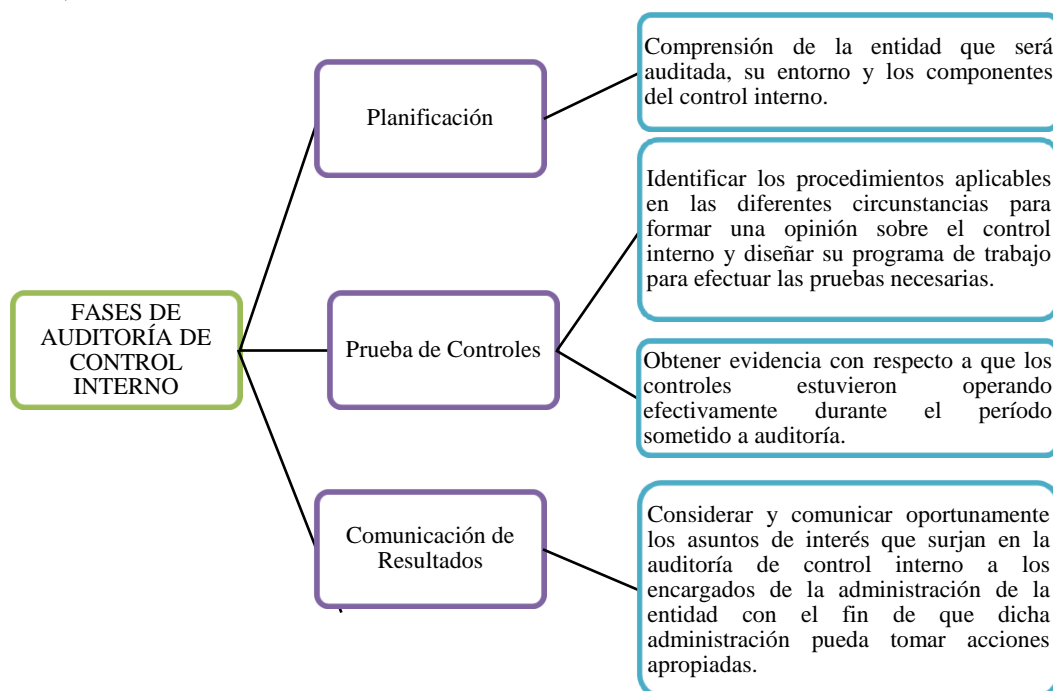 FASES DE
AUDITORÍA DE
CONTROL
INTERNO
Planificación
Comprensión de la entidad que será
auditada, su entorno y los componentes
del control interno.
Prueba de Controles
Identificar los procedimientos aplicables
en las diferentes circunstancias para
formar una opinión sobre el control
interno y diseñar su programa de trabajo
para efectuar las pruebas necesarias.
Obtener evidencia con respecto a que los
controles estuvieron operando
efectivamente durante el período
sometido a auditoría.
Comunicación de
Resultados
Considerar y comunicar oportunamente
los asuntos de interés que surjan en la
auditoría de control interno a los
encargados de la administración de la
entidad con el fin de que dicha
administración pueda tomar acciones
apropiadas.